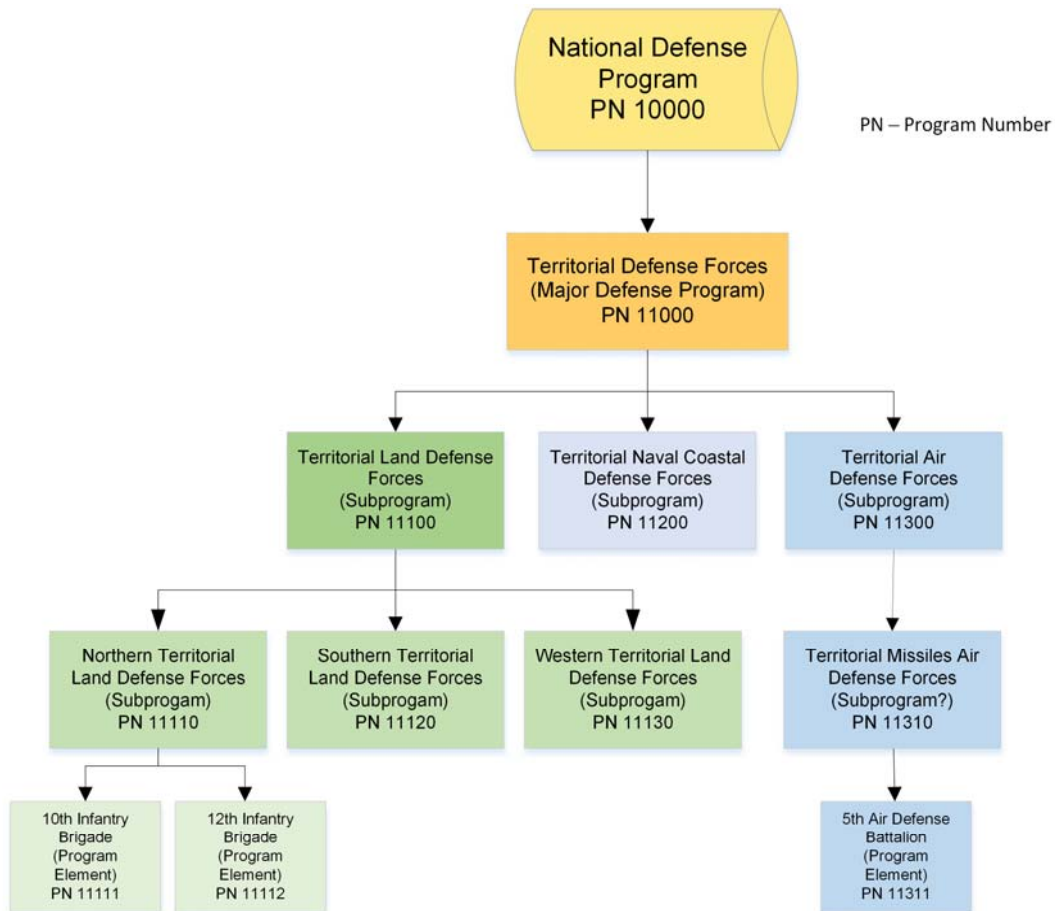 National Defense
Program
PN 10000
PN – Program Number
Territorial Defense Forces
(Major Defense Program)
PN 11000
Territorial Land Defense
Forces
(Subprogram)
PN 11100
Territorial Naval Coastal
Defense Forces
(Subprogram)
PN 11200
Territorial Air
Defense Forces
(Subprogram)
PN 11300
Northern Territorial
Land Defense Forces
(Subprogam)
PN 11110
Southern Territorial
Land Defense Forces
(Subprogam)
PN 11120
Western Territorial Land
Defense Forces
(Subprogam)
PN 11130
Territorial Missiles Air
Defense Forces
(Subprogram?)
PN 11310
10th Infantry
Brigade
(Program
Element)
PN 11111
12th Infantry
Brigade
(Program
Element)
PN 11112
5th Air Defense
Battalion
(Program
Element)
PN 11311